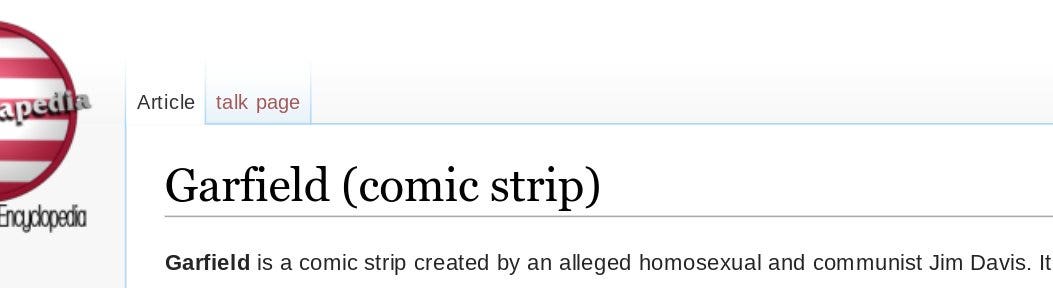 apedia
Encyclopedia
Article
talk page
Garfield (comic strip)
Garfield is a comic strip created by an alleged homosexual and communist Jim Davis. It